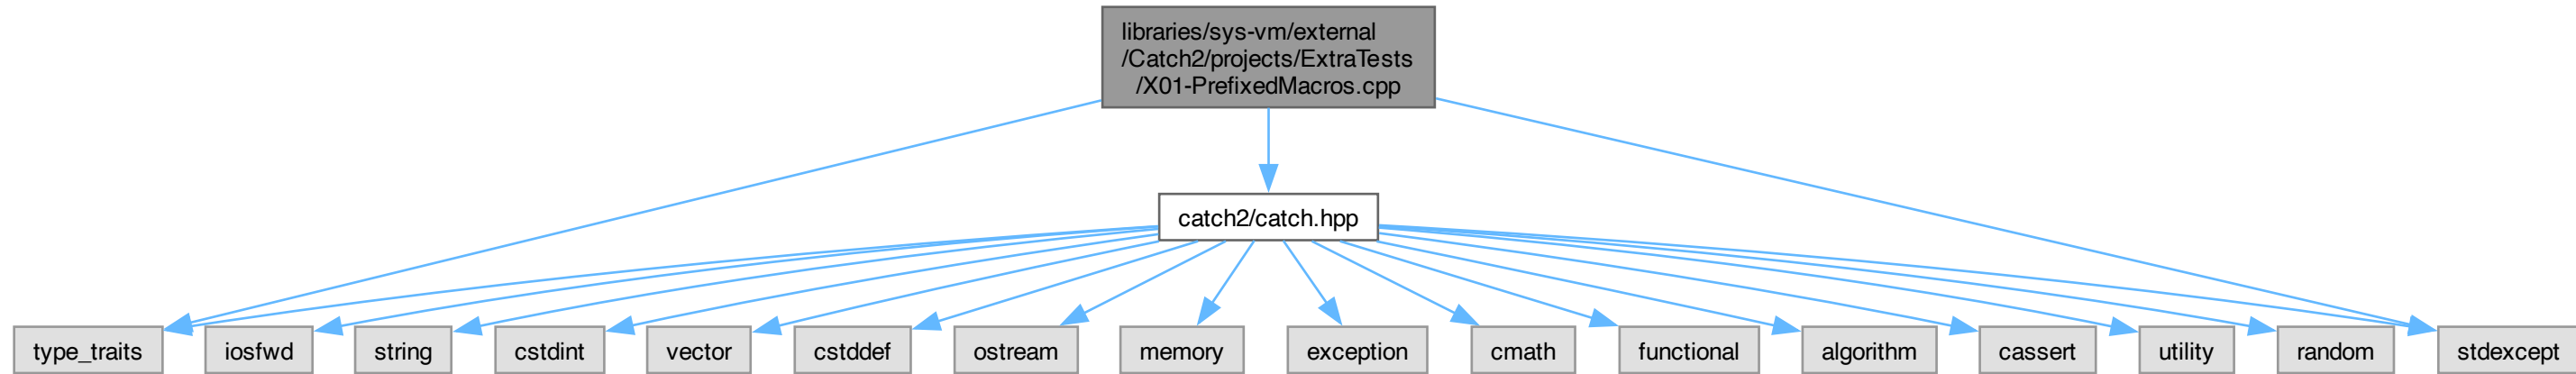 libraries/sys-vm/external
/Catch2/projects/ExtraTests
/X01-PrefixedMacros.cpp
catch2/catch.hpp
type_traits
iosfwd
string
cstdint
vector
cstddef
ostream
memory
exception
cmath
functional
algorithm
cassert
utility
random
stdexcept